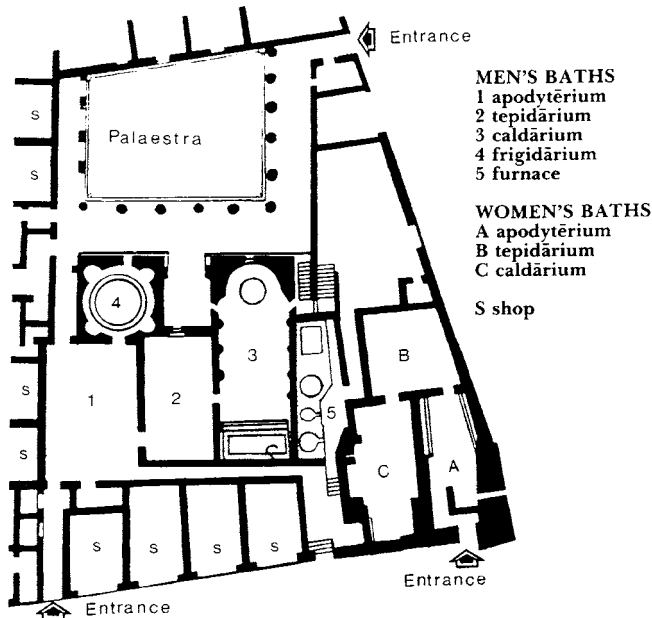 Entrance
MEN'S BATHS
1 apodytērium
2 tepidārium
3 caldārium
4 frigidārium
5 furnace
WOMEN'S BATHS
A apodytērium
B tepidārium
C caldārium
S shop
S
Palaestra
S
4
3
B
S
1
2
5
S
C
A
S
S
S
S
Entrance
Entrance